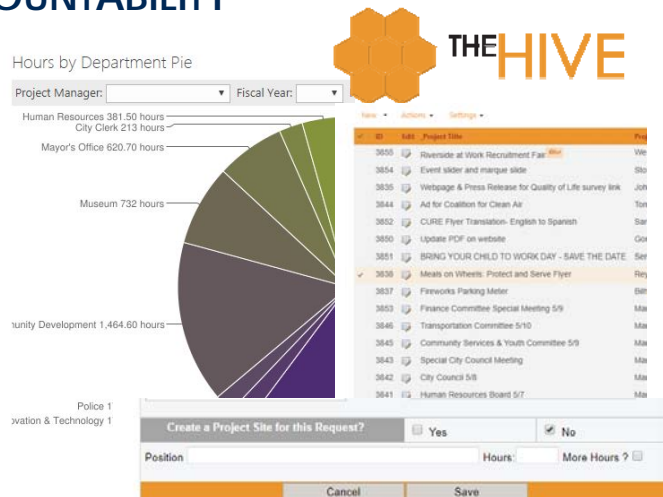 THE HIVE
Hours by Department Pie
Project Manager:
Fiscal Year:
Human Resources 381.50 hours
City Clerk 213 hours
Mayor's Office 620.70 hours
Museum 732 hours
Development 1,464.60 hours
Police 1
& Technology 1
New Actions Settings
ID Edit Project Title
3855 Riverside at Work Recruitment Fair
3854 Event slider and marque slide
3835 Webpage & Press Release for Quality of Life survey link
3844 Ad for Coalition for Clean Air
3852 CURE Flyer Translation- English to Spanish
3850 Update PDF on website
3851 BRING YOUR CHILD TO WORK DAY - SAVE THE DATE
3838 Meals on Wheels: Protect and Serve Flyer
3837 Fireworks Parking Meter
3853 Finance Committee Special Meeting 5/9
3846 Transportation Committee 5/10
3845 Community Services & Youth Committee 5/9
3843 Special City Council Meeting
3842 City Council 5/8
3841 Human Resources Board 5/7
Create a Project Site for this Request? Yes No
Position Hours: More Hours ?
Cancel Save